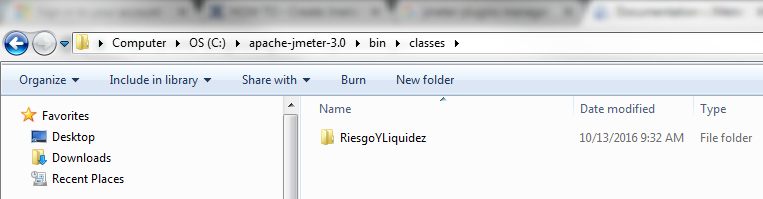 Computer OS (C:) apache-jmeter-3.0 bin classes
Organize Include in library Share with Burn New folder
Favorites
Desktop
Downloads
Recent Places
Name Date modified Type
RiesgoYLiquidez 10/13/2016 9:32 AM File folder